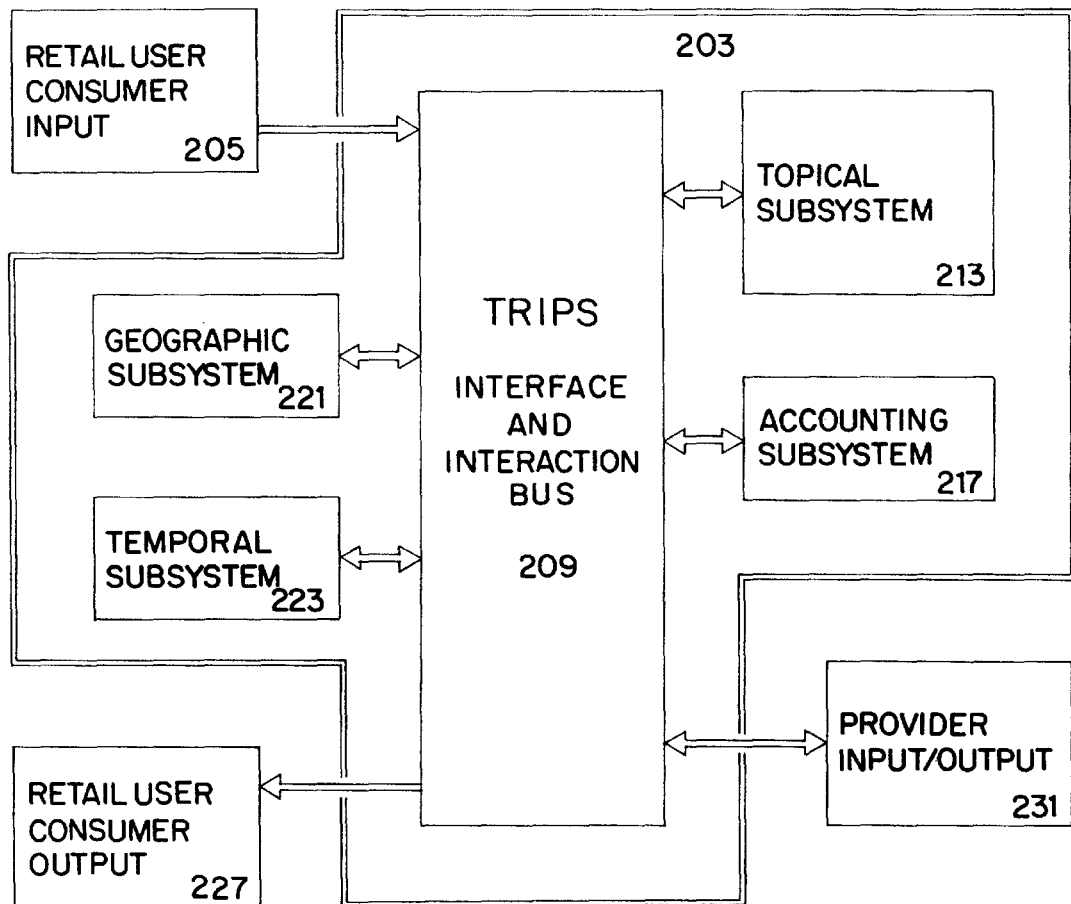 RETAIL USER
CONSUMER
INPUT
205
203
TOPICAL
SUBSYSTEM
213
GEOGRAPHIC
SUBSYSTEM
221
TRIPS
INTERFACE
AND
INTERACTION
BUS
209
ACCOUNTING
SUBSYSTEM
217
TEMPORAL
SUBSYSTEM
223
PROVIDER
INPUT/OUTPUT
231
RETAIL USER
CONSUMER
OUTPUT
227